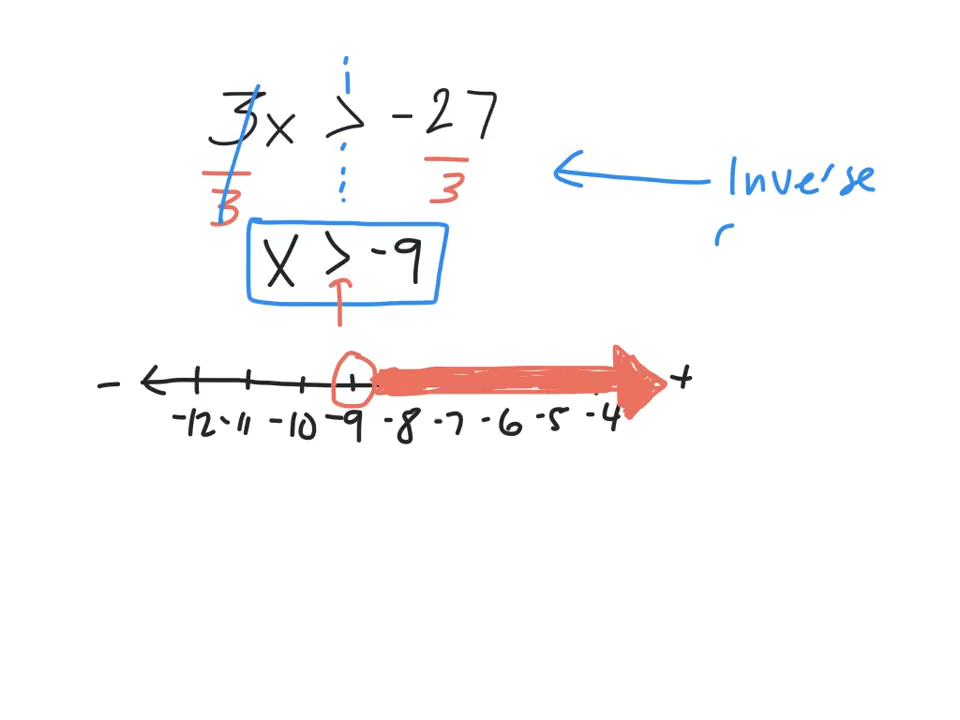 3x > -27
3 3
x > -9
Inverse
- +
-12 -11 -10 -9 -8 -7 -6 -5 -4